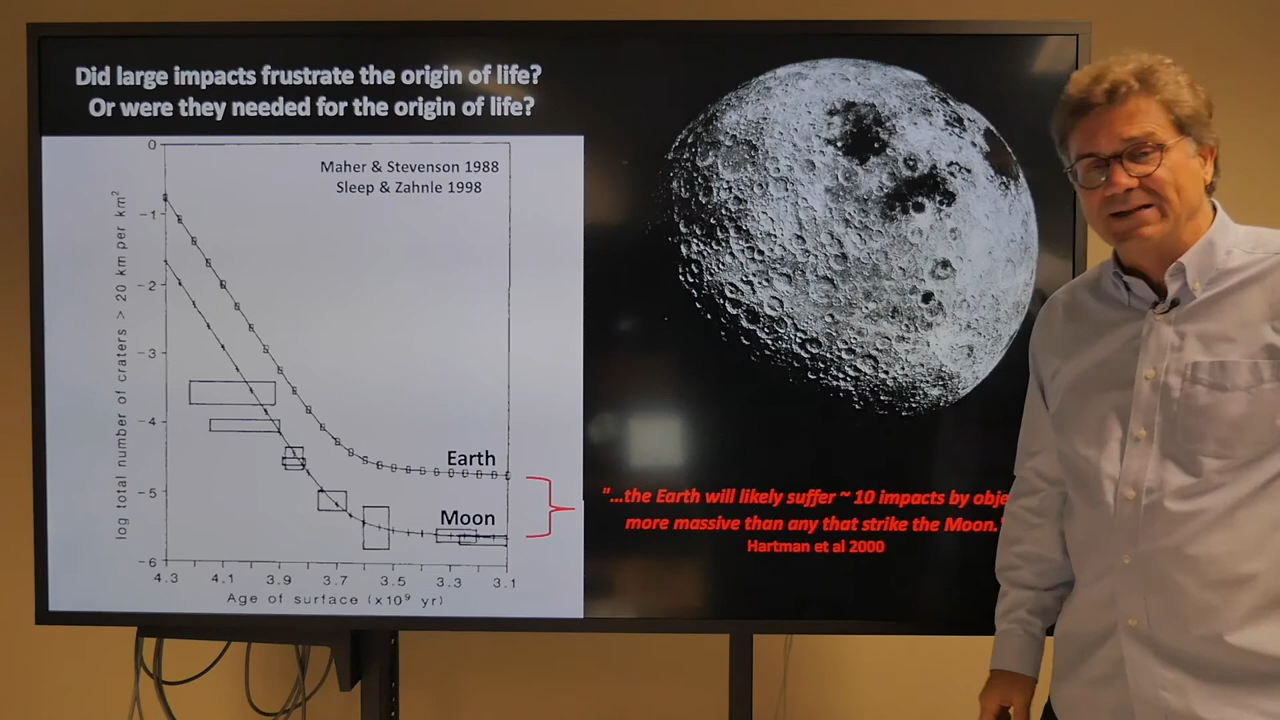 Did large impacts frustrate the origin of life?
Or were they needed for the origin of life?
Maher & Stevenson 1988
Sleep & Zahnle 1998
log total number of craters > 20 km per km²
0
−1
−2
−3
−4
−5
−6
Earth
Moon
4.3 4.1 3.9 3.7 3.5 3.3 3.1
Age of surface (x10⁹ yr)
"...the Earth will likely suffer ~ 10 impacts by
more massive than any that strike the Moon."
Hartman et al 2000